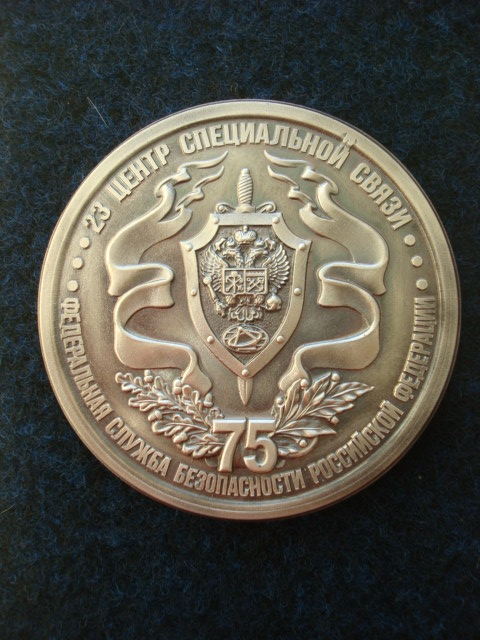 23 ЦЕНТР СПЕЦИАЛЬНОЙ СВЯЗИ
ФЕДЕРАЛЬНАЯ СЛУЖБА БЕЗОПАСНОСТИ РОССИЙСКОЙ ФЕДЕРАЦИИ
75